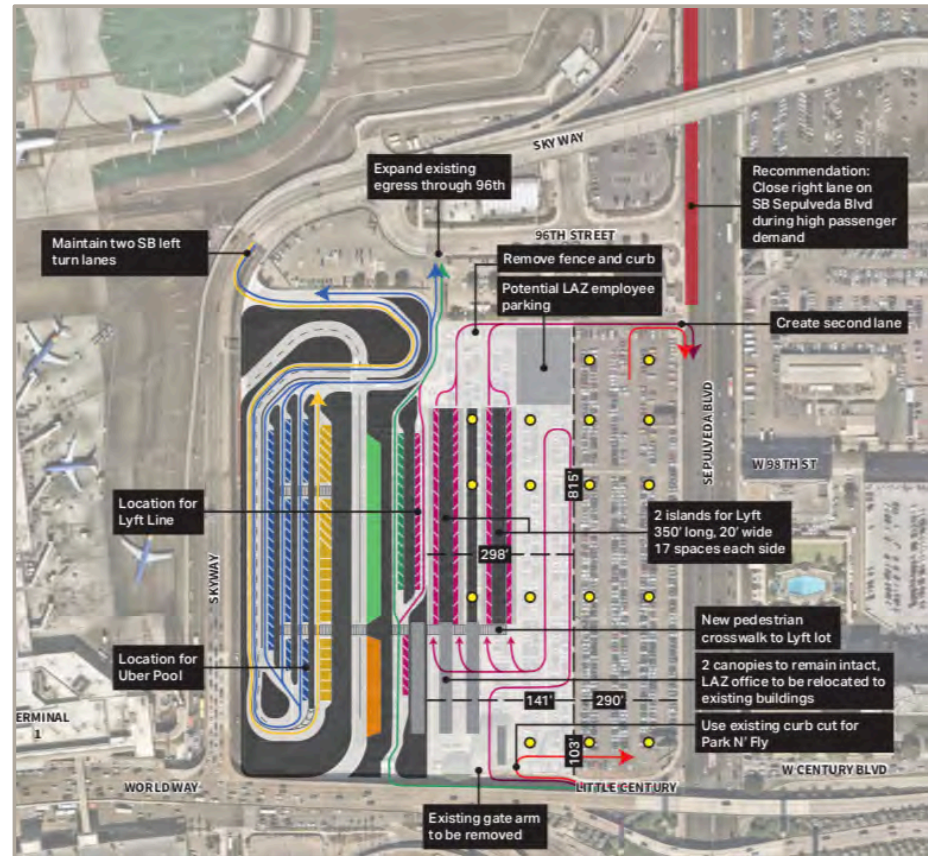 SKYWAY
Expand existing
egress through 96th
Recommendation:
Close right lane on
SB Sepulveda Blvd
during high passenger
demand
Maintain two SB left
turn lanes
96TH STREET
Remove fence and curb
Potential LAZ employee
parking
Create second lane
SEPULVEDA BLVD
W 98TH ST
815'
Location for
Lyft Line
2 islands for Lyft
350' long, 20' wide
17 spaces each side
298'
SKYWAY
New pedestrian
crosswalk to Lyft lot
Location for
Uber Pool
2 canopies to remain intact,
LAZ office to be relocated to
existing buildings
141'
290'
ERMINAL
1
Use existing curb cut for
Park N' Fly
103'
W CENTURY BLVD
WORLD WAY
LITTLE CENTURY
Existing gate arm
to be removed